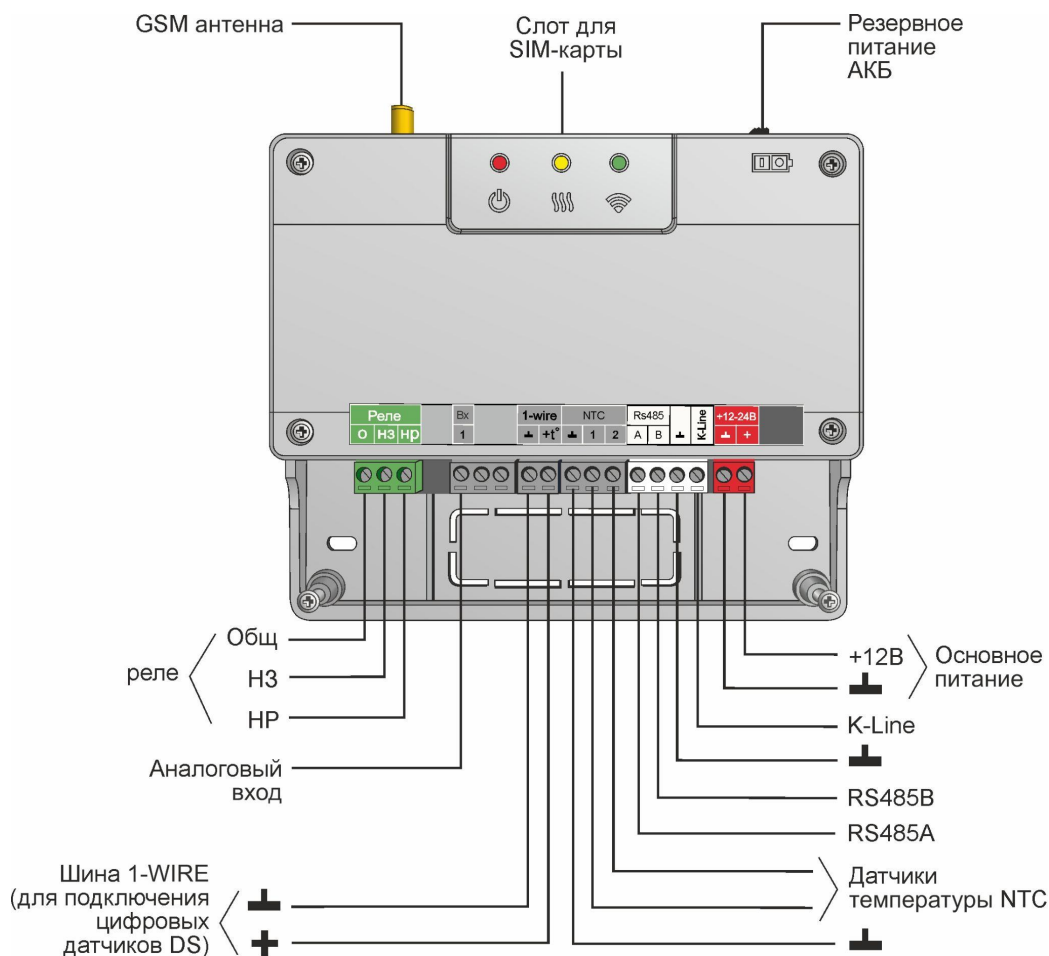 GSM антенна
Слот для
SIM-карты
Резервное
питание
АКБ
Реле
О НЗ НР
Вх
1
1-wire
+t°
NTC
1 2
Rs485
A B
K-Line
+12-24В
+
Общ
НЗ
НР
реле
Аналоговый
вход
Шина 1-WIRE
(для подключения
цифровых
датчиков DS)
+12В
Основное
питание
K-Line
RS485B
RS485A
Датчики
температуры NTC